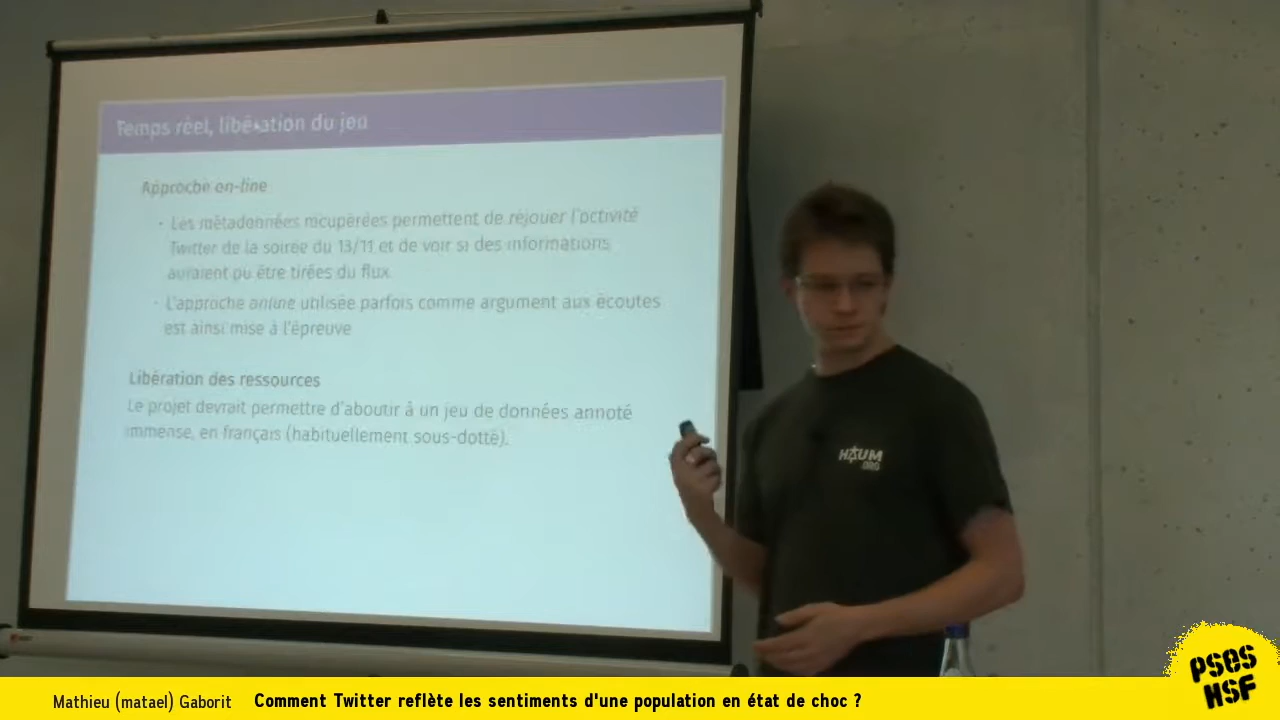 Temps réel, libération du jeu
Approche on-line
- Les métadonnées récupérées permettent de réjouer l'activité
Twitter de la soirée du 13/11 et de voir si des informations
auraient pu être tirées du flux.
- L'approche online utilisée parfois comme argument aux écoutes
est ainsi mise à l'épreuve
Libération des ressources
Le projet devrait permettre d'aboutir à un jeu de données annoté
immense, en français (habituellement sous-dotté).
HAUM
.ORG
PSES
HSF
Mathieu (matael) Gaborit Comment Twitter reflète les sentiments d'une population en état de choc ?